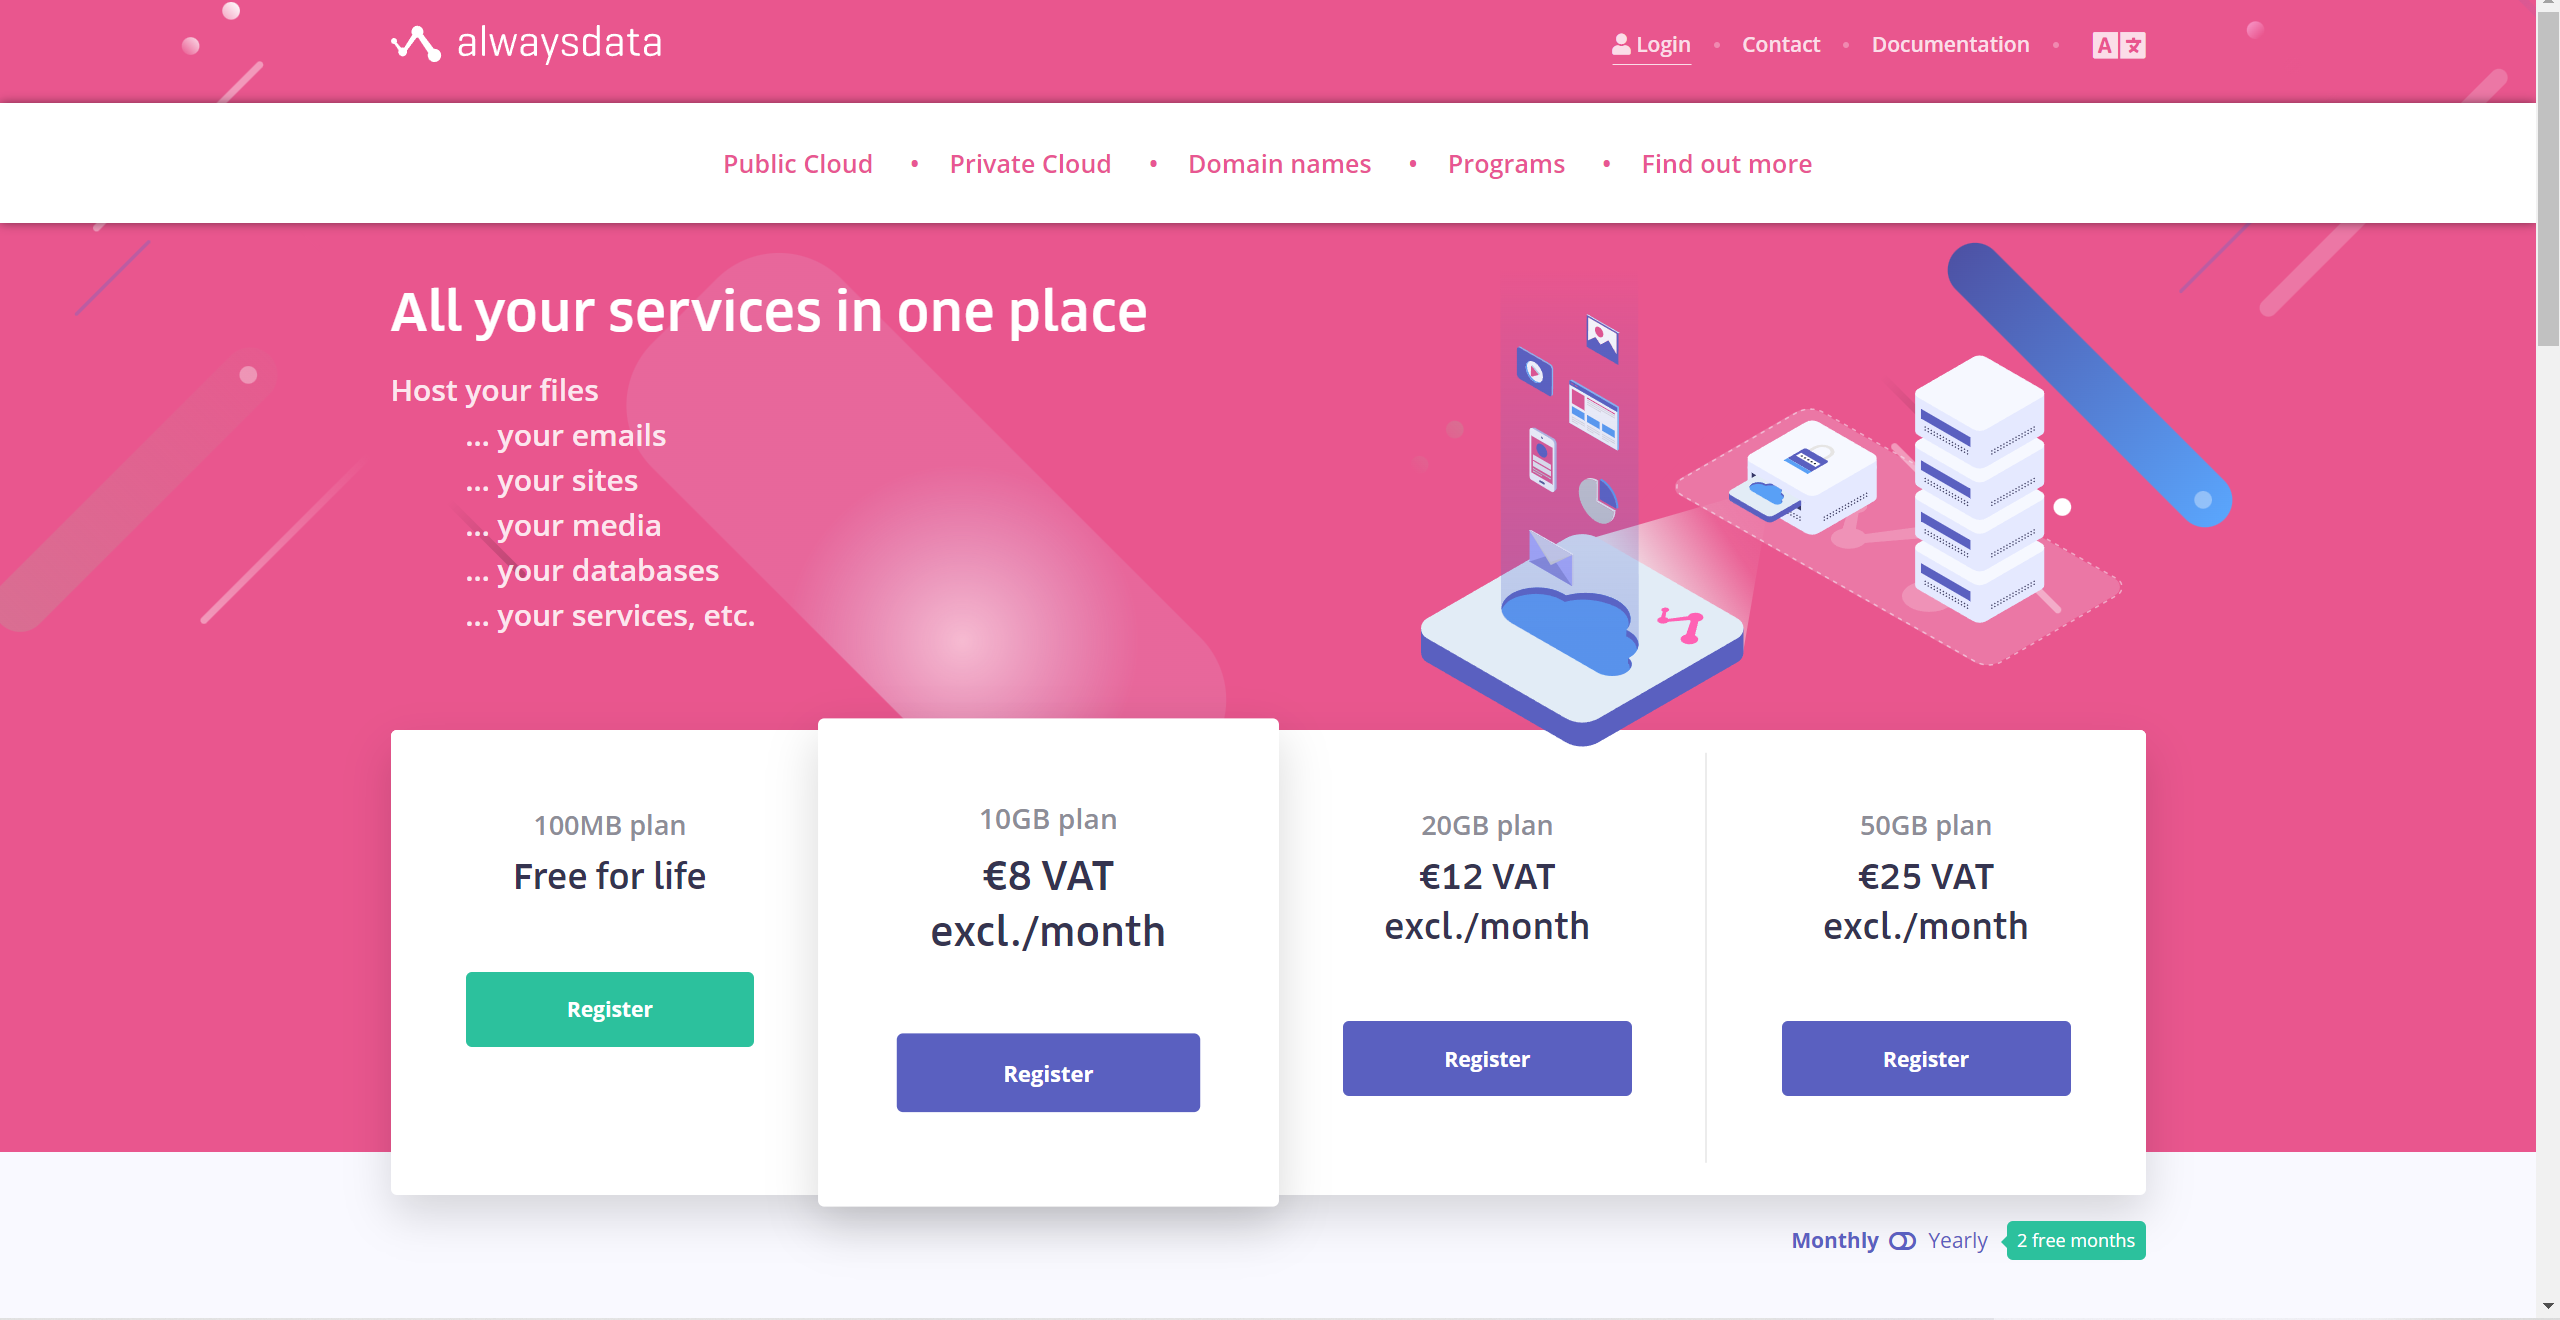 alwaysdata
Login • Contact • Documentation •
A文
Public Cloud • Private Cloud • Domain names • Programs • Find out more
All your services in one place
Host your files
... your emails
... your sites
... your media
... your databases
... your services, etc.
100MB plan
Free for life
Register
10GB plan
€8 VAT
excl./month
Register
20GB plan
€12 VAT
excl./month
Register
50GB plan
€25 VAT
excl./month
Register
Monthly Yearly 2 free months